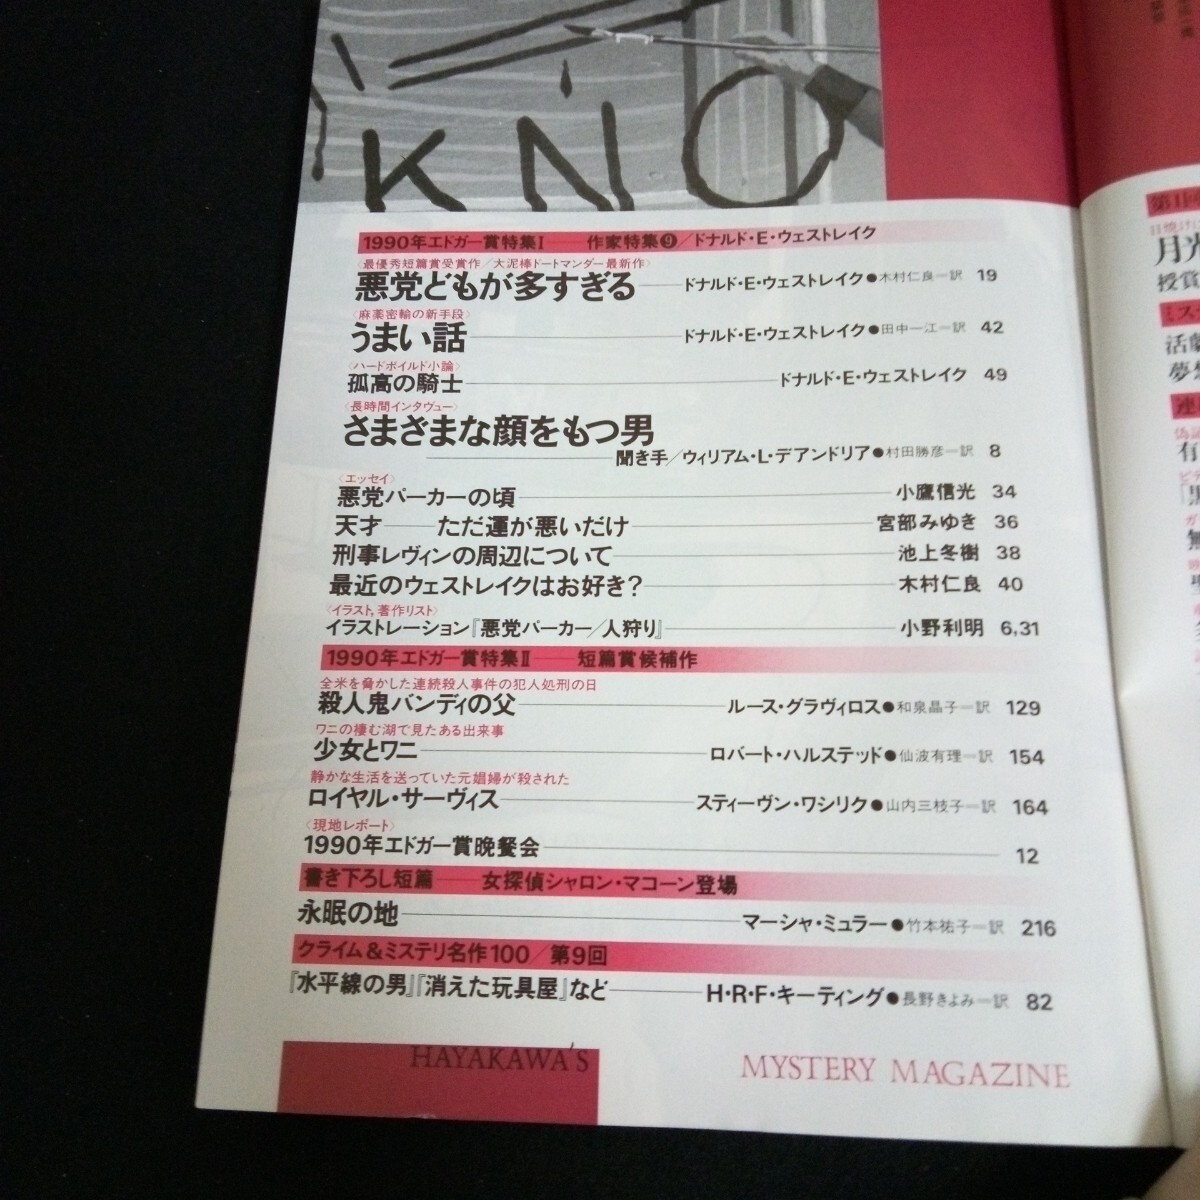 KNO
1990年エドガー賞特集I——作家特集❾/ドナルド・E・ウェストレイク
〈最優秀短篇賞受賞作/大泥棒ドートマンダー最新作〉
悪党どもが多すぎる——ドナルド・E・ウェストレイク●木村仁良=訳 19
〈麻薬密輸の新手段〉
うまい話——ドナルド・E・ウェストレイク●田中一江=訳 42
〈ハードボイルド小論〉
孤高の騎士——ドナルド・E・ウェストレイク 49
〈長時間インタヴュー〉
さまざまな顔をもつ男
——聞き手/ウィリアム・L・デアンドリア●村田勝彦=訳 8
〈エッセイ〉
悪党パーカーの頃——小鷹信光 34
天才——ただ運が悪いだけ——宮部みゆき 36
刑事レヴィンの周辺について——池上冬樹 38
最近のウェストレイクはお好き?——木村仁良 40
〈イラスト,著作リスト〉
イラストレーション『悪党パーカー/人狩り』——小野利明 6,31
1990年エドガー賞特集II——短篇賞候補作
全米を脅かした連続殺人事件の犯人処刑の日
殺人鬼バンディの父——ルース・グラヴィロス●和泉晶子=訳 129
ワニの棲む湖で見たある出来事
少女とワニ——ロバート・ハルステッド●仙波有理=訳 154
静かな生活を送っていた元娼婦が殺された
ロイヤル・サーヴィス——スティーヴン・ワシリク●山内三枝子=訳 164
〈現地レポート〉
1990年エドガー賞晩餐会——12
書き下ろし短篇——女探偵シャロン・マコーン登場
永眠の地——マーシャ・ミュラー●竹本祐子=訳 216
クライム&ミステリ名作100/第9回
『水平線の男』『消えた玩具屋』など——H・R・F・キーティング●長野きよみ=訳 82
HAYAKAWA'S MYSTERY MAGAZINE
第11回
月光
授賞
ミス
活劇
夢想